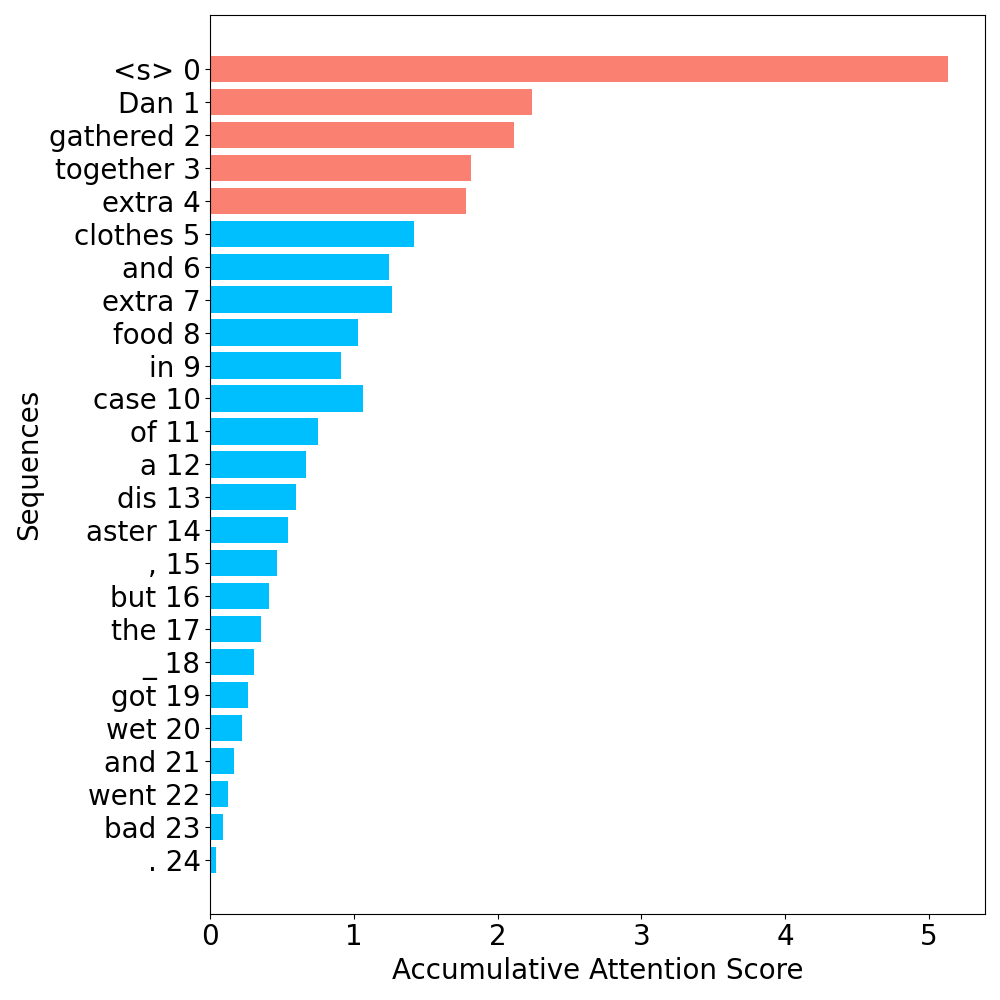 <s> 0
Dan 1
gathered 2
together 3
extra 4
clothes 5
and 6
extra 7
food 8
in 9
case 10
of 11
a 12
dis 13
aster 14
, 15
but 16
the 17
_ 18
got 19
wet 20
and 21
went 22
bad 23
. 24
Sequences
0 1 2 3 4 5
Accumulative Attention Score